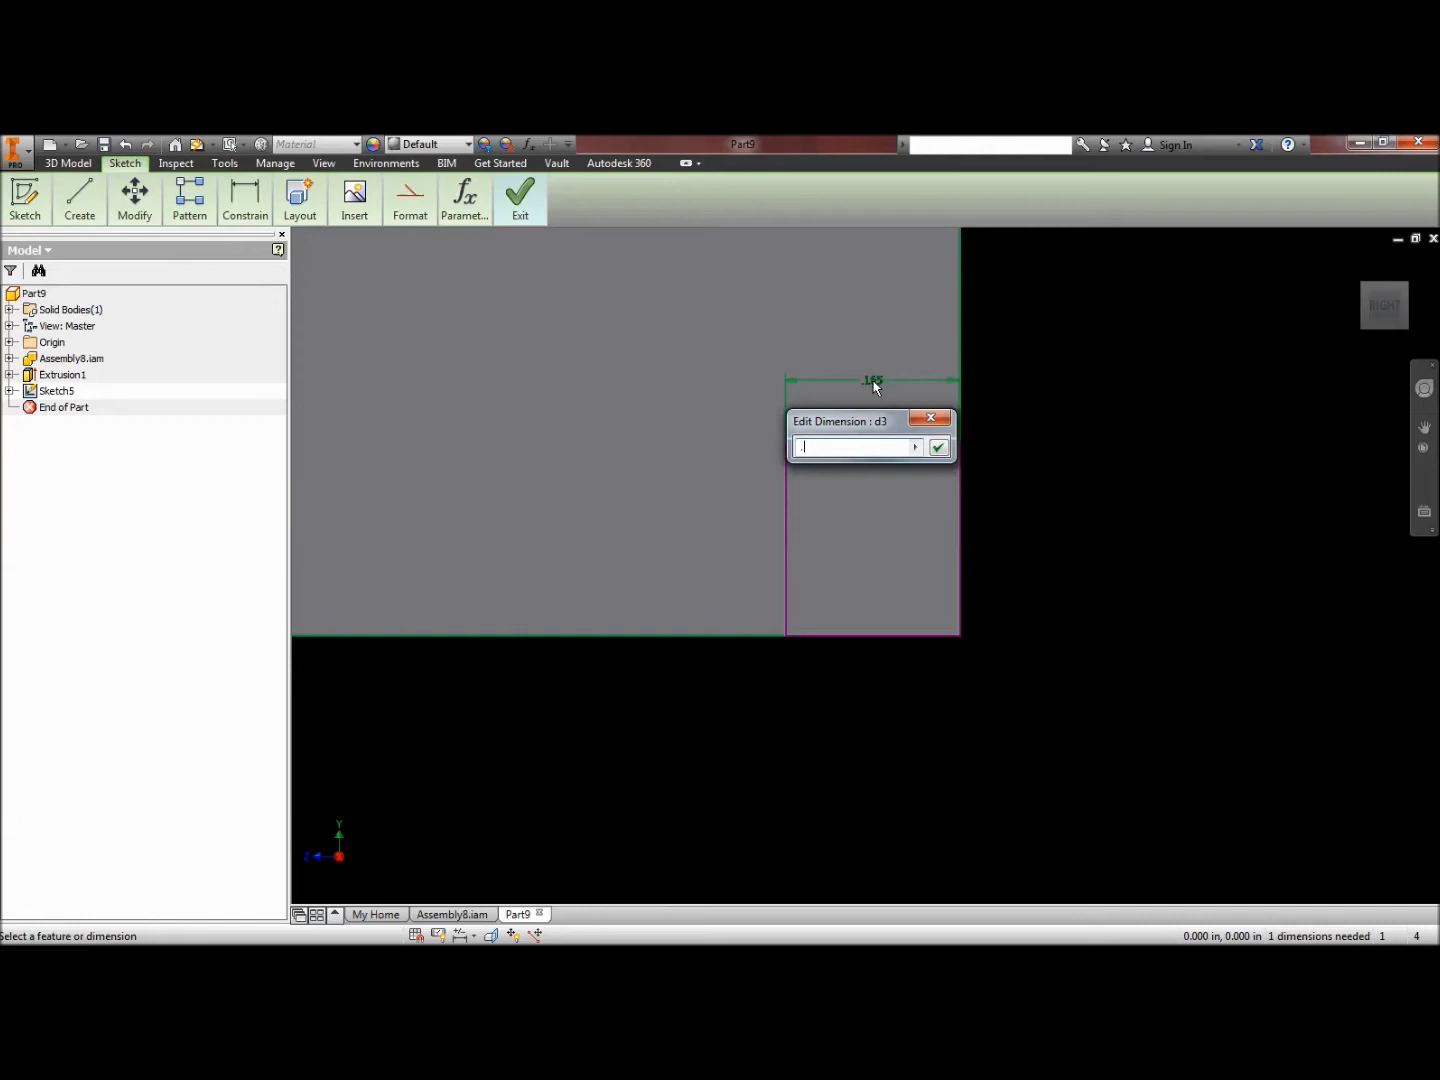 Material
Default
Part9
Sign In
PRO
3D Model
Sketch
Inspect
Tools
Manage
View
Environments
BIM
Get Started
Vault
Autodesk 360
Sketch
Create
Modify
Pattern
Constrain
Layout
Insert
Format
Paramet...
Exit
Model
Part9
Solid Bodies(1)
View: Master
Origin
Assembly8.iam
Extrusion1
Sketch5
End of Part
RIGHT
Edit Dimension : d3
.
Y
Z
My Home
Assembly8.iam
Part9
Select a feature or dimension
0.000 in, 0.000 in 1 dimensions needed 1 4